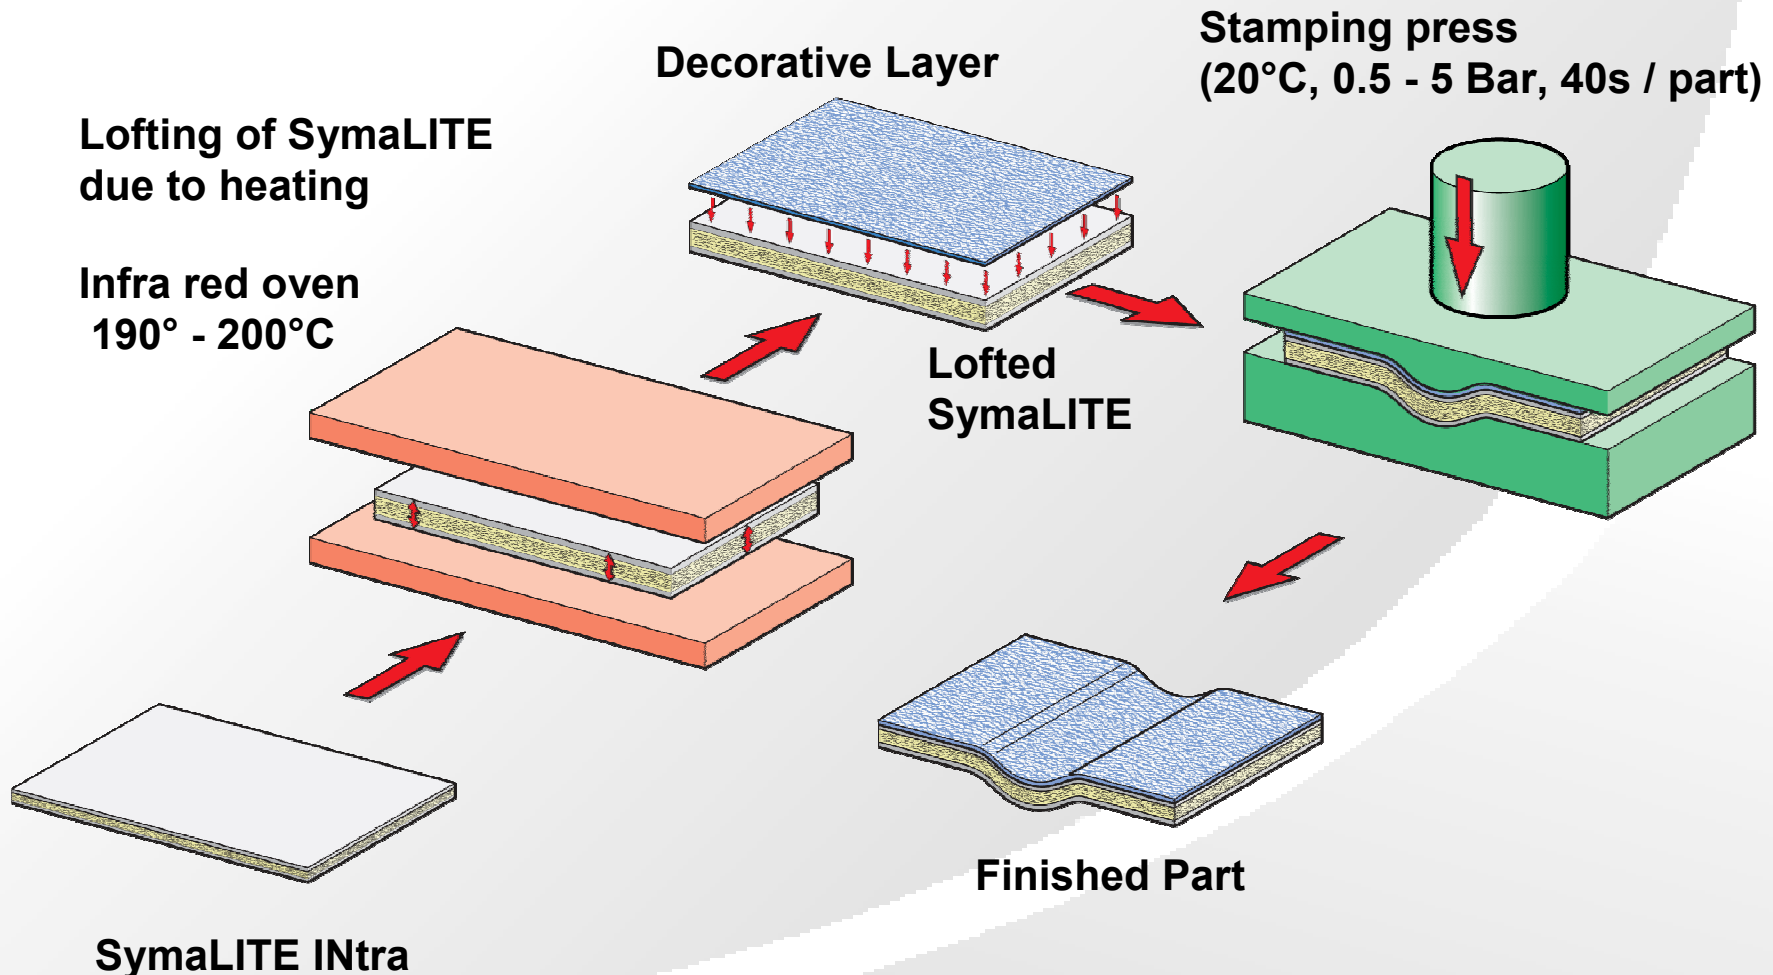 Stamping press
(20°C, 0.5 - 5 Bar, 40s / part)
Decorative Layer
Lofting of SymaLITE
due to heating
Infra red oven
190° - 200°C
Lofted
SymaLITE
Finished Part
SymaLITE INtra